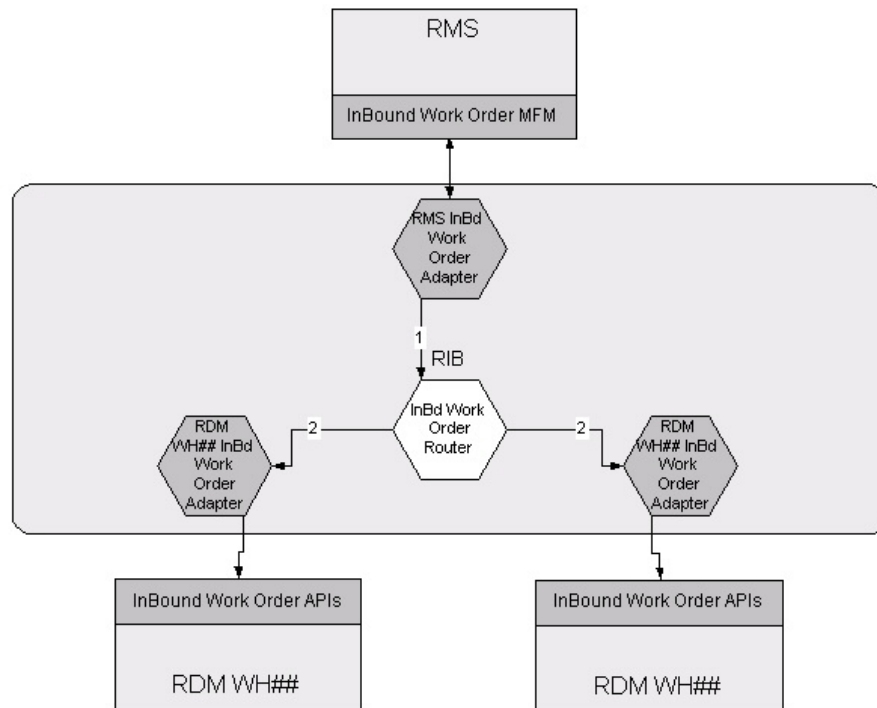 RMS
InBound Work Order MFM
RMS InBd
Work
Order
Adapter
1
RIB
InBd Work
Order
Router
2
2
RDM
WH## InBd
Work
Order
Adapter
RDM
WH## InBd
Work
Order
Adapter
InBound Work Order APIs
RDM WH##
InBound Work Order APIs
RDM WH##